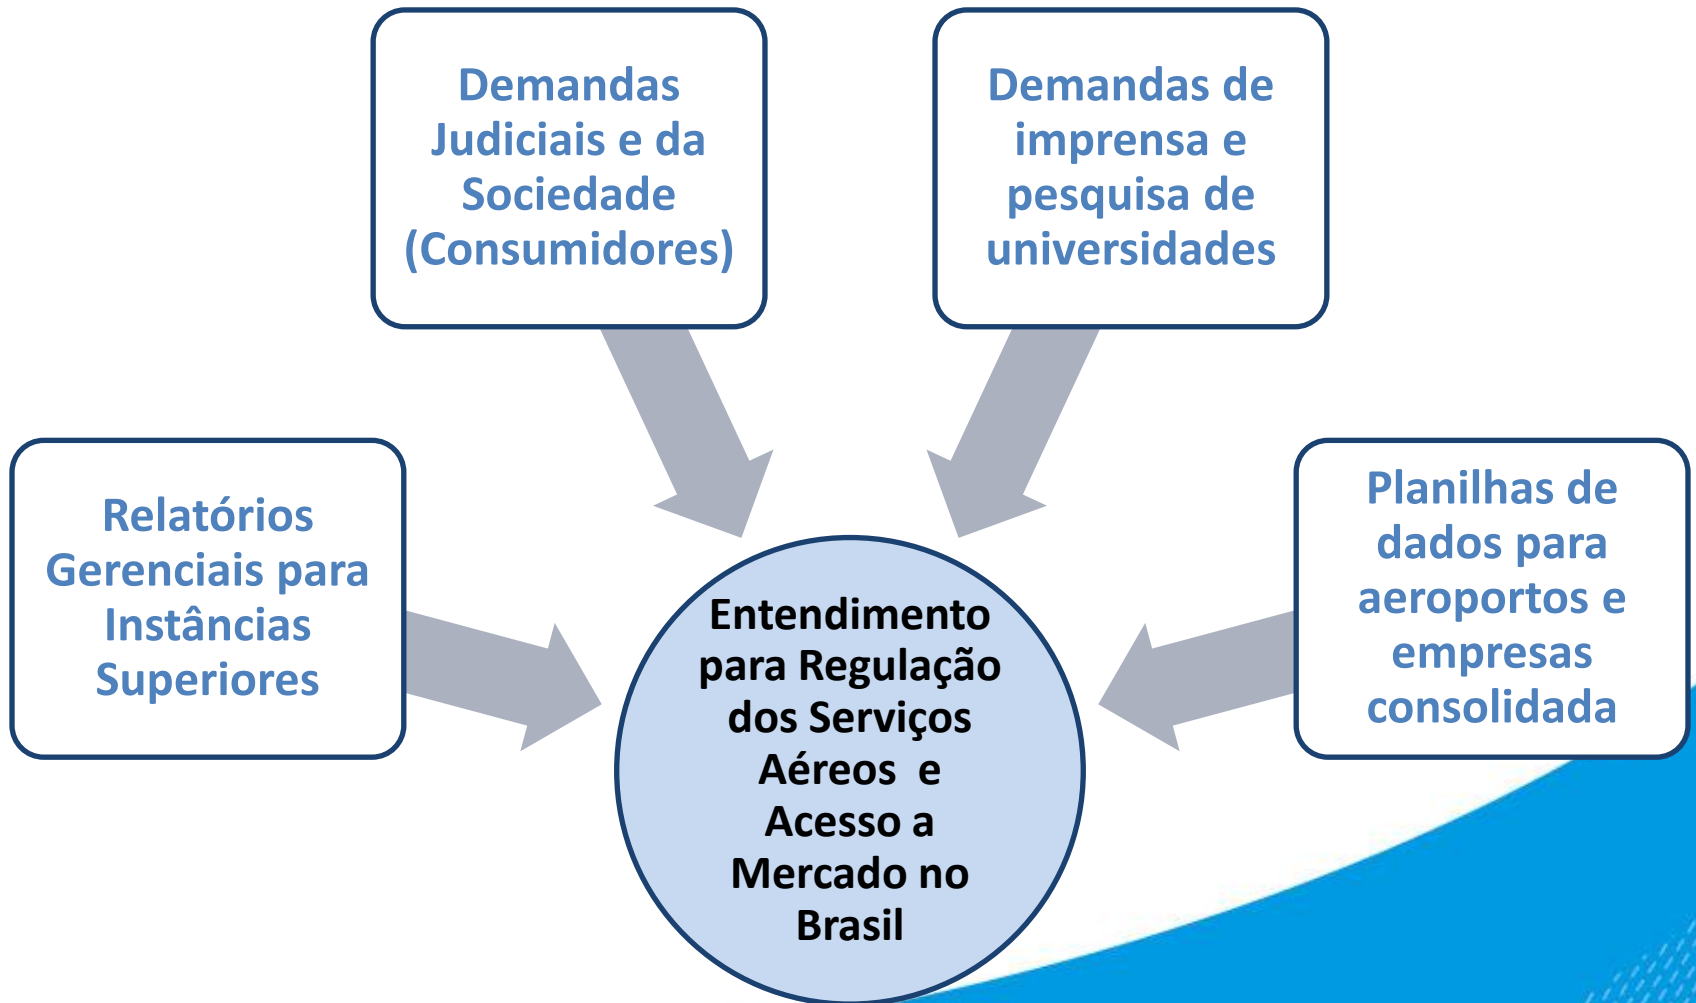 Demandas
Judiciais e da
Sociedade
(Consumidores)
Demandas de
imprensa e
pesquisa de
universidades
Relatórios
Gerenciais para
Instâncias
Superiores
Planilhas de
dados para
aeroportos e
empresas
consolidada
Entendimento
para Regulação
dos Serviços
Aéreos  e
Acesso a
Mercado no
Brasil